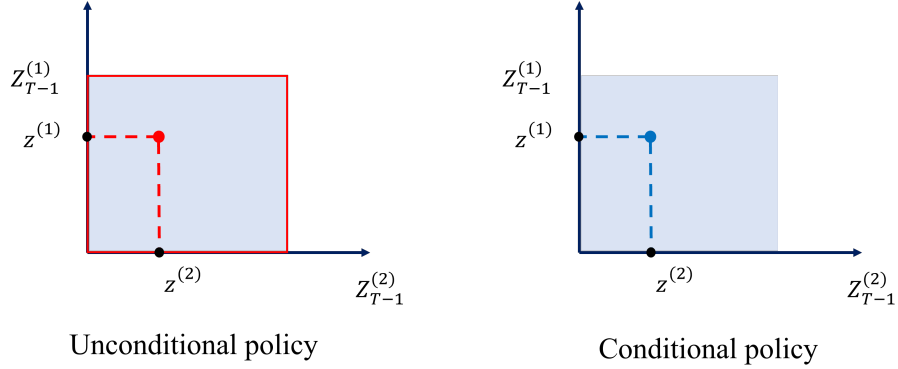 Z_{T-1}^{(1)}
z^{(1)}
z^{(2)}
Z_{T-1}^{(2)}
Unconditional policy
Z_{T-1}^{(1)}
z^{(1)}
z^{(2)}
Z_{T-1}^{(2)}
Conditional policy